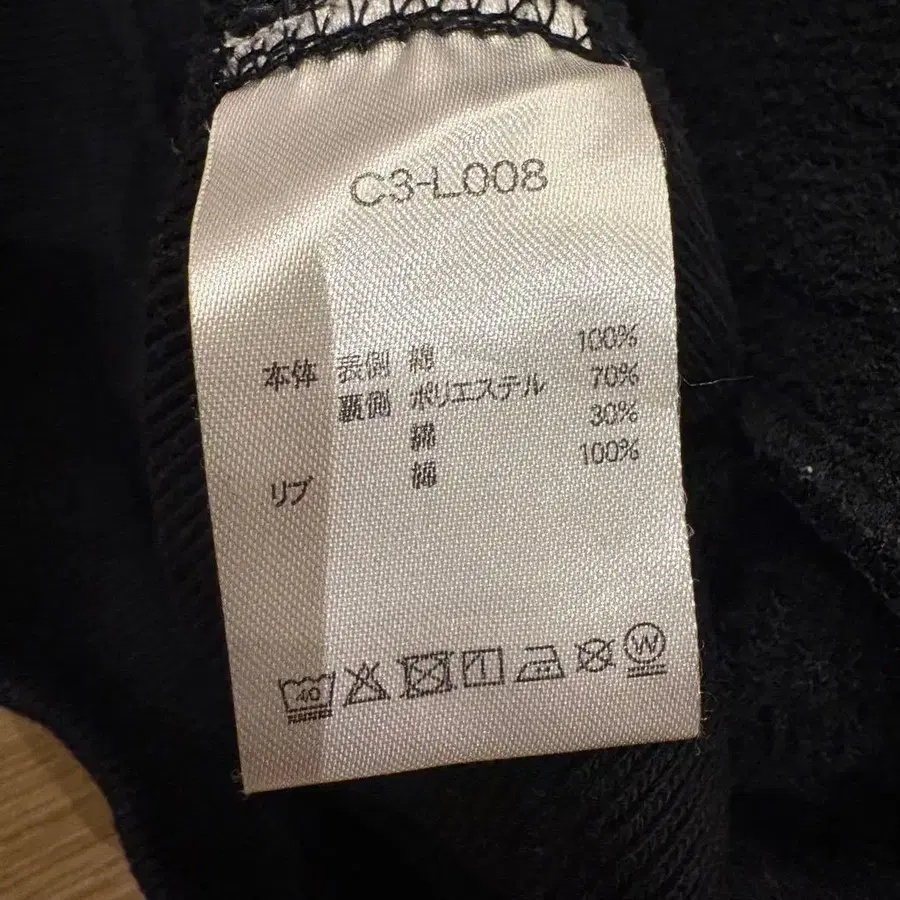 C3-L008
本体 表側 綿 100%
裏側 ポリエステル 70%
綿 30%
リブ 綿 100%
40
W